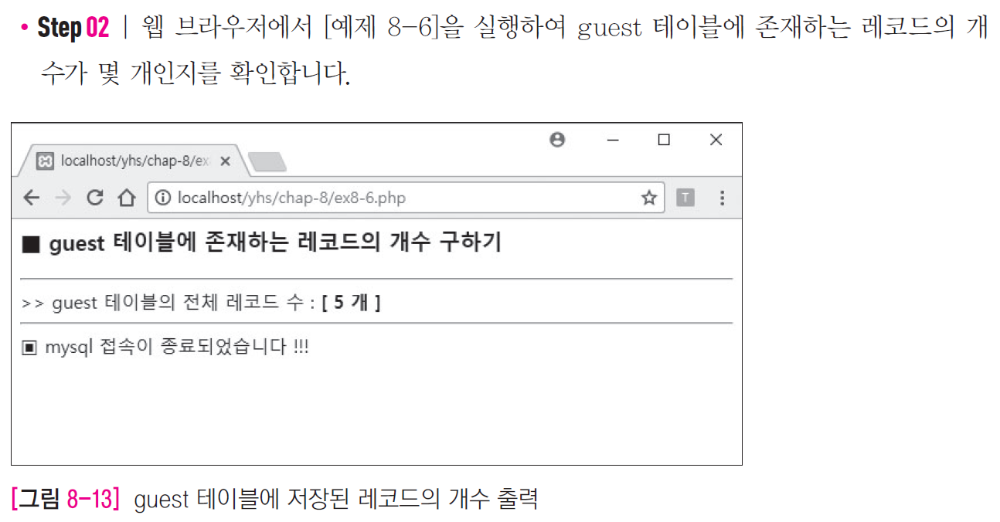 • Step 02 | 웹 브라우저에서 [예제 8-6]을 실행하여 guest 테이블에 존재하는 레코드의 개
수가 몇 개인지를 확인합니다.
localhost/yhs/chap-8/ex
localhost/yhs/chap-8/ex8-6.php
T
■ guest 테이블에 존재하는 레코드의 개수 구하기
>> guest 테이블의 전체 레코드 수 : [ 5 개 ]
▣ mysql 접속이 종료되었습니다 !!!
[그림 8-13] guest 테이블에 저장된 레코드의 개수 출력